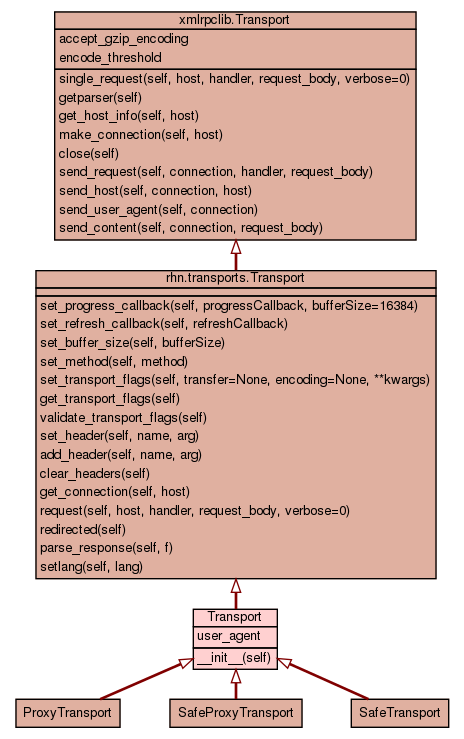 xmlrpclib.Transport
accept_gzip_encoding
encode_threshold
single_request(self, host, handler, request_body, verbose=0)
getparser(self)
get_host_info(self, host)
make_connection(self, host)
close(self)
send_request(self, connection, handler, request_body)
send_host(self, connection, host)
send_user_agent(self, connection)
send_content(self, connection, request_body)
rhn.transports.Transport
set_progress_callback(self, progressCallback, bufferSize=16384)
set_refresh_callback(self, refreshCallback)
set_buffer_size(self, bufferSize)
set_method(self, method)
set_transport_flags(self, transfer=None, encoding=None, **kwargs)
get_transport_flags(self)
validate_transport_flags(self)
set_header(self, name, arg)
add_header(self, name, arg)
clear_headers(self)
get_connection(self, host)
request(self, host, handler, request_body, verbose=0)
redirected(self)
parse_response(self, f)
setlang(self, lang)
Transport
user_agent
__init__(self)
ProxyTransport
SafeProxyTransport
SafeTransport